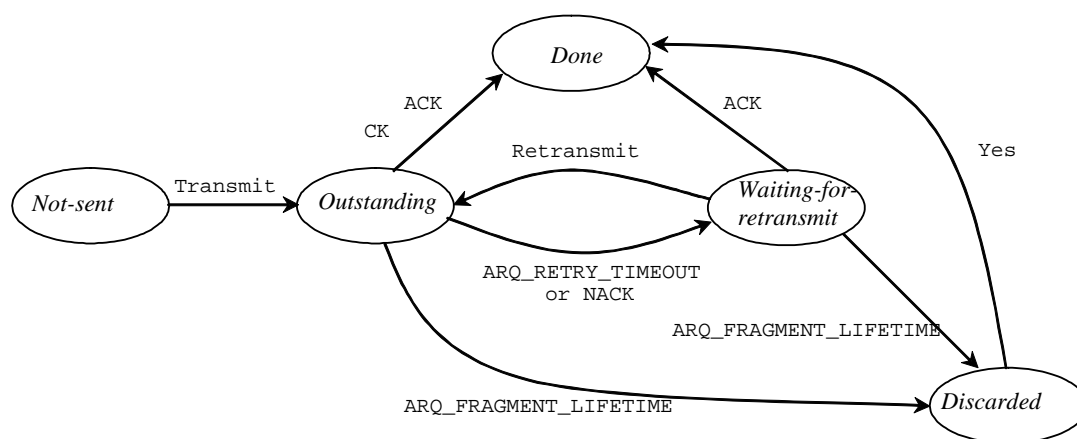 Done
ACK
CK
ACK
Retransmit
Yes
Transmit
Not-sent
Outstanding
Waiting-for-
retransmit
ARQ_RETRY_TIMEOUT
or NACK
ARQ_FRAGMENT_LIFETIME
ARQ_FRAGMENT_LIFETIME
Discarded